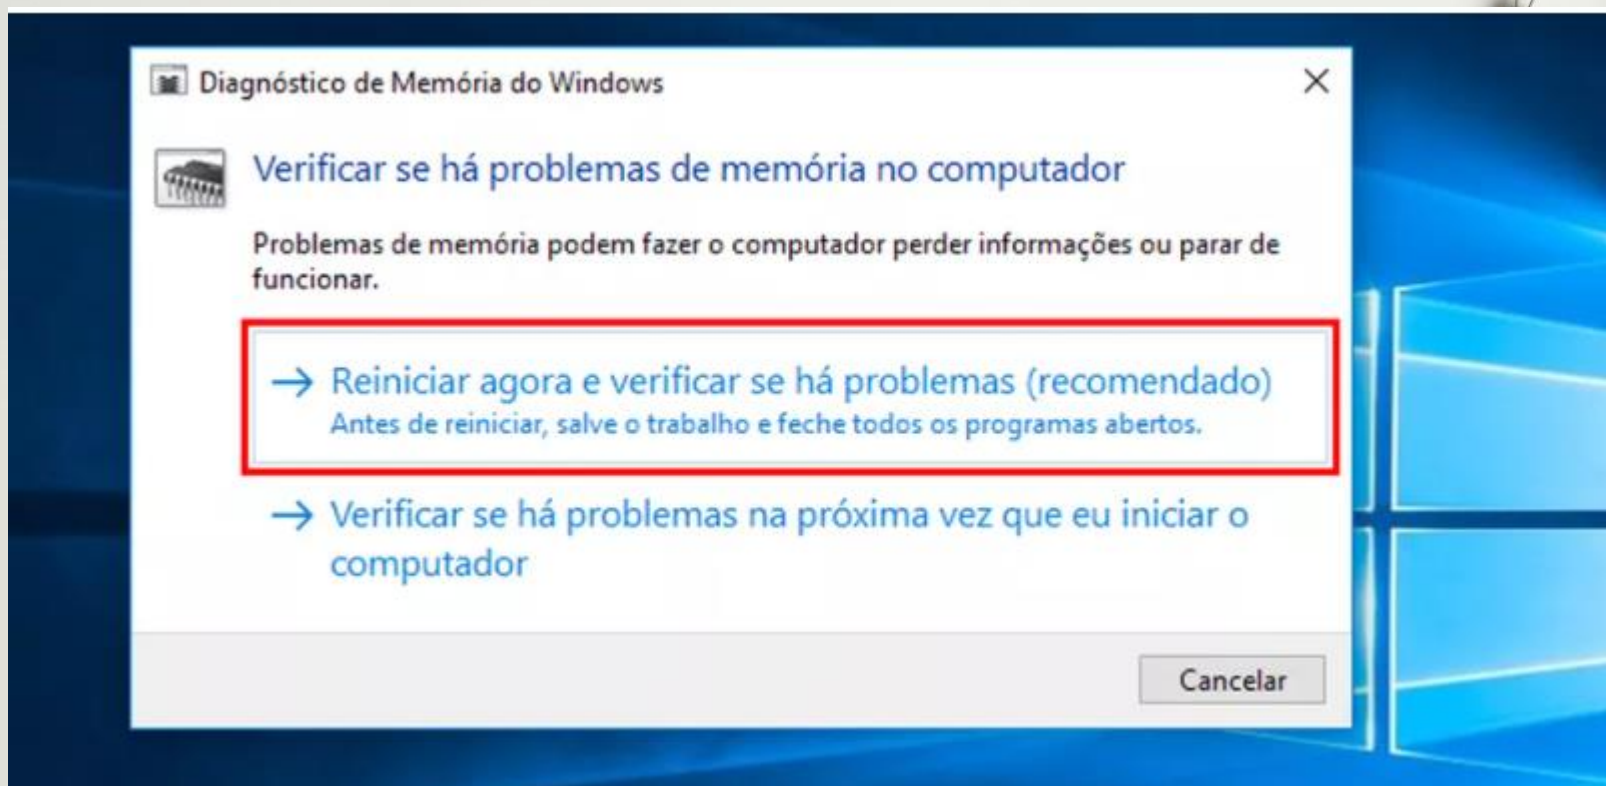 Diagnóstico de Memória do Windows
Verificar se há problemas de memória no computador
Problemas de memória podem fazer o computador perder informações ou parar de
funcionar.
Reiniciar agora e verificar se há problemas (recomendado)
Antes de reiniciar, salve o trabalho e feche todos os programas abertos.
Verificar se há problemas na próxima vez que eu iniciar o
computador
Cancelar